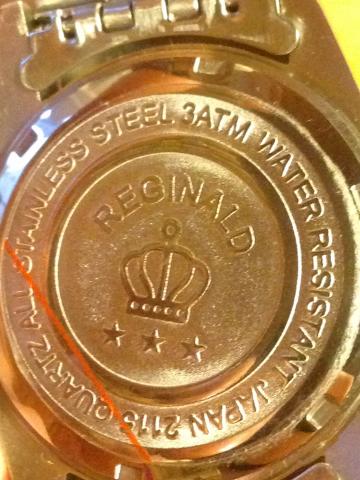 ALL STAINLESS STEEL 3ATM WATER RESISTANT JAPAN 2115 QUARTZ
REGINALD